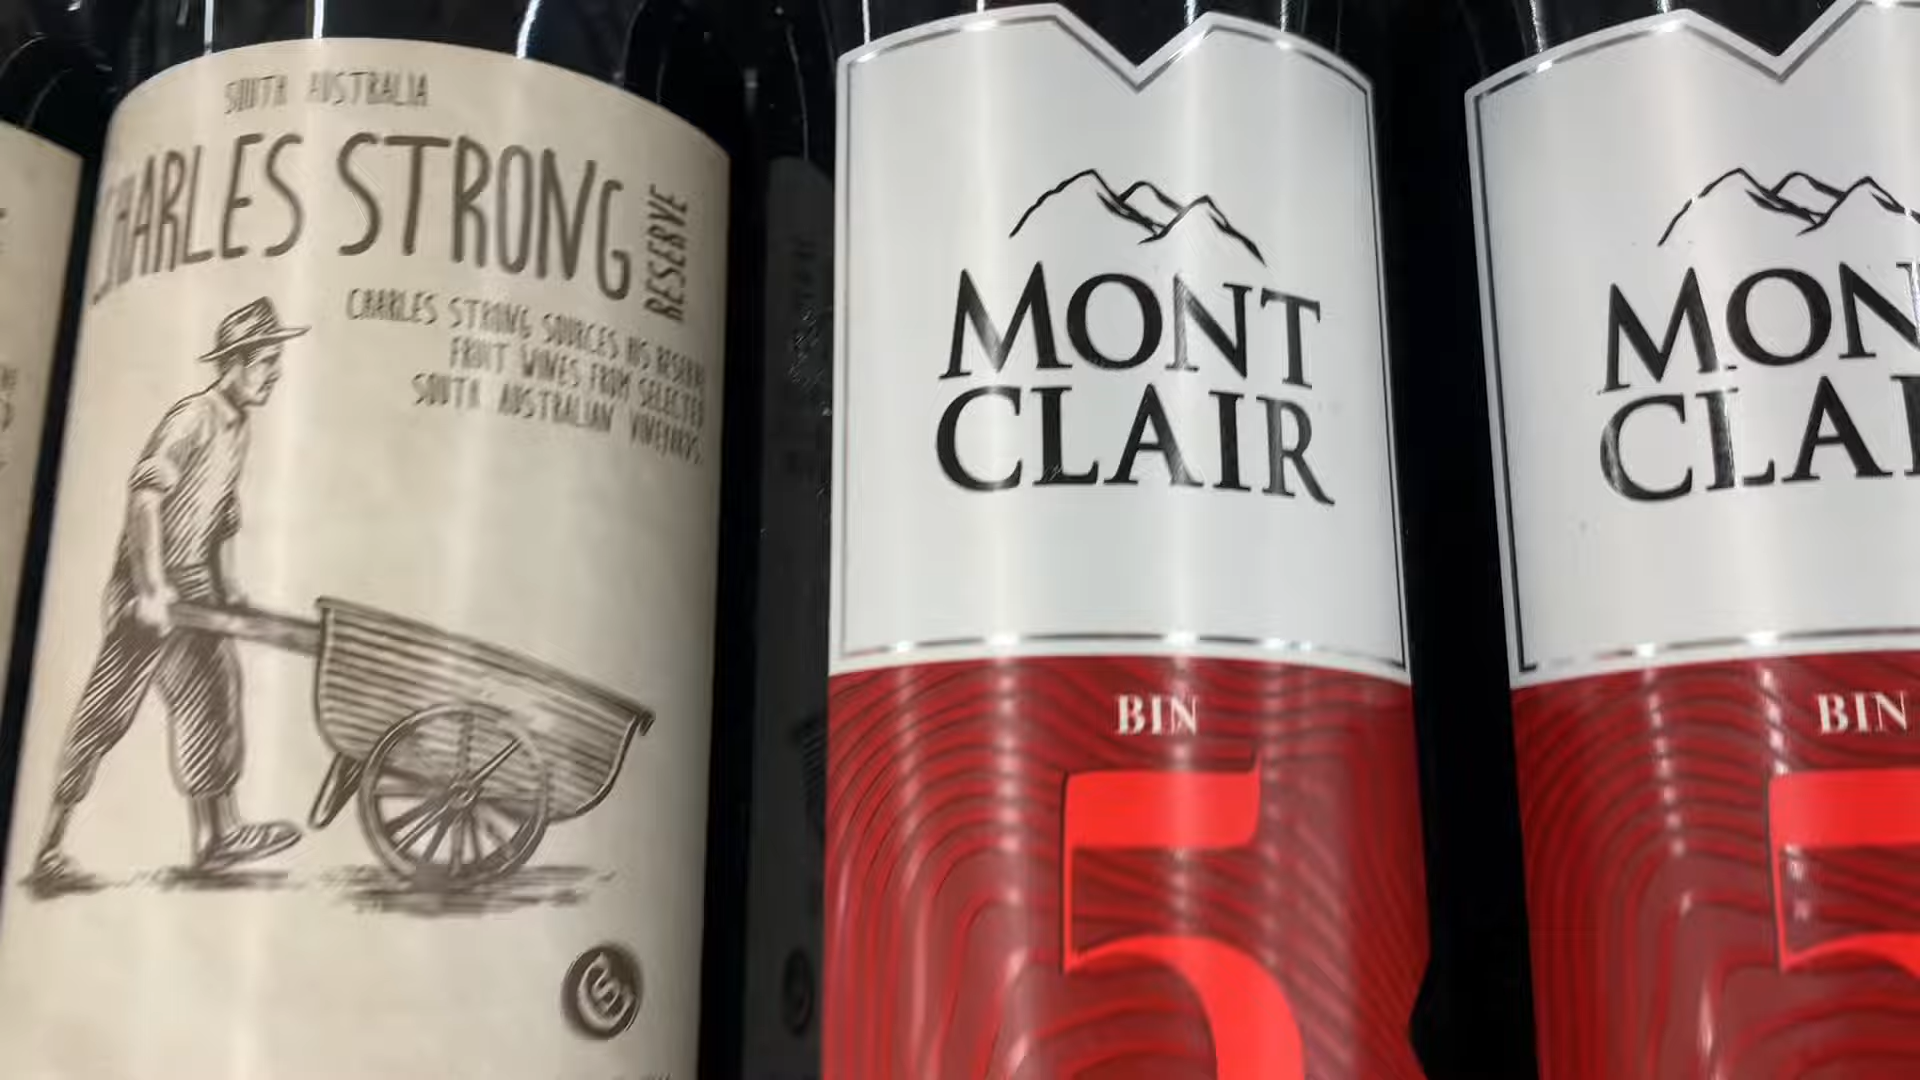 SOUTH AUSTRALIA
CHARLES STRONG
RESERVE
CHARLES STRONG SOURCES HIS RESERVE
FRUIT WINES FROM SELECTED
SOUTH AUSTRALIAN VINEYARDS.
MONT
CLAIR
BIN
5
MON
CLAI
BIN
5